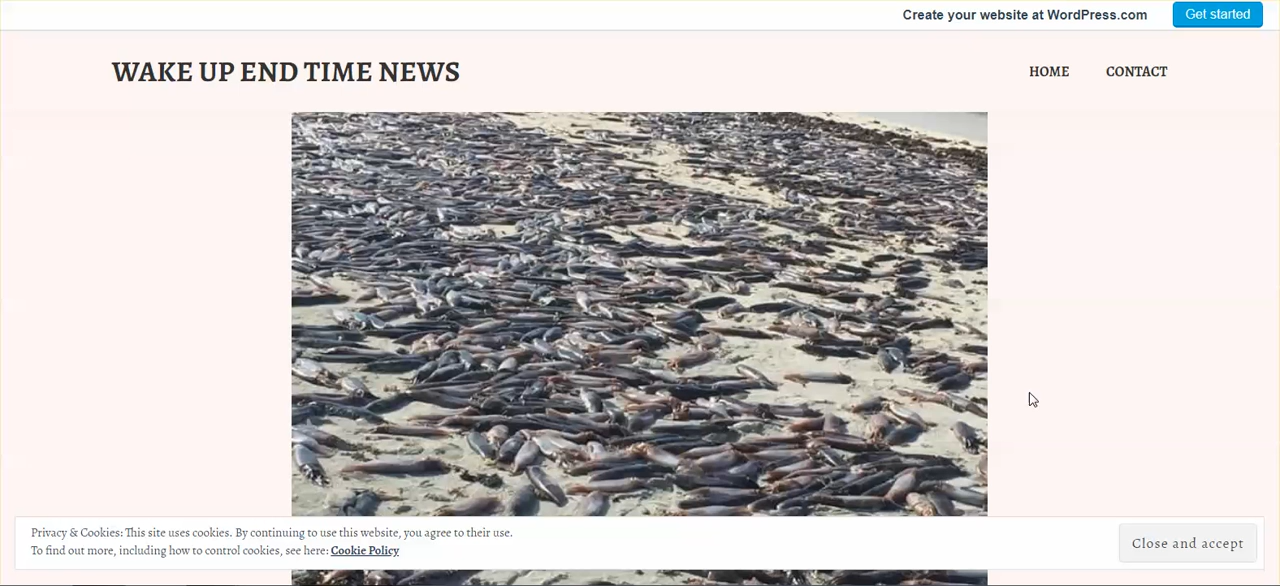 Create your website at WordPress.com
Get started
WAKE UP END TIME NEWS
HOME
CONTACT
Privacy & Cookies: This site uses cookies. By continuing to use this website, you agree to their use.
To find out more, including how to control cookies, see here: Cookie Policy
Close and accept